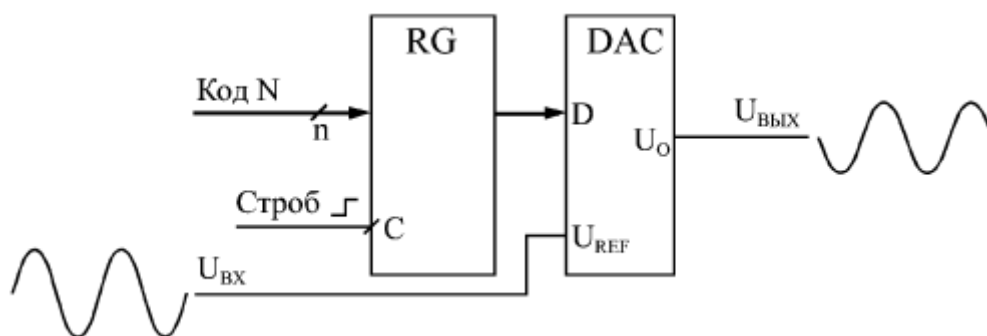 RG
DAC
Код N
n
D
U_O
U_ВЫХ
Строб
C
U_REF
U_ВХ